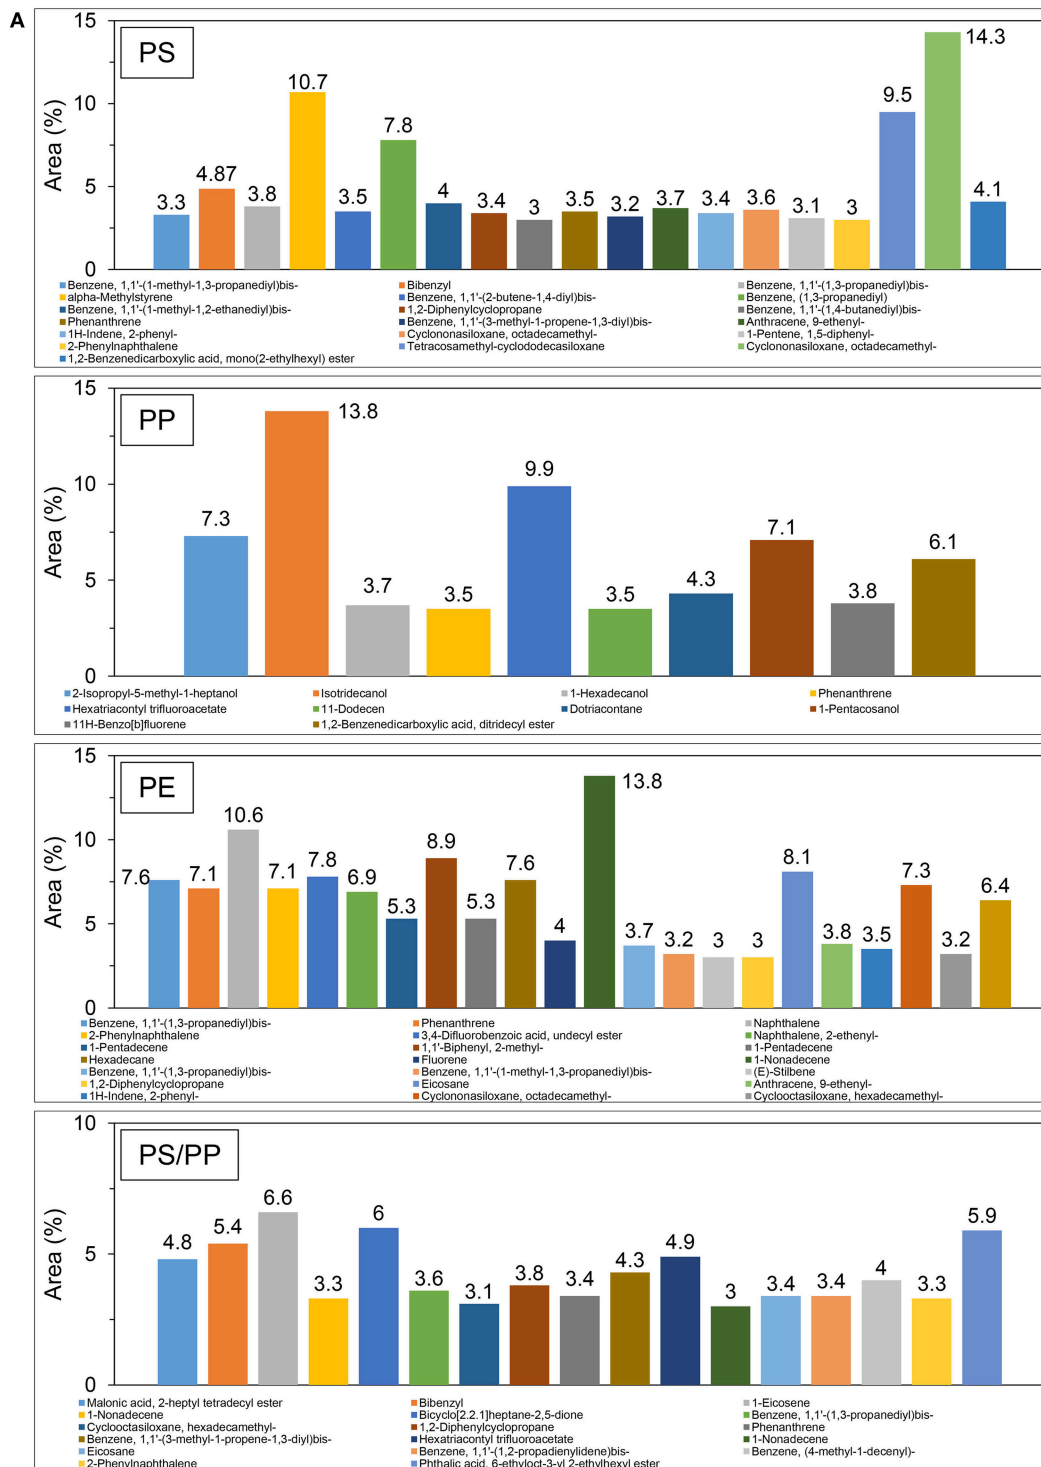 A
PS
Area (%)
15
10
5
0
3.3 4.87 3.8 10.7 3.5 7.8 4 3.4 3 3.5 3.2 3.7 3.4 3.6 3.1 3 9.5 14.3 4.1
Benzene, 1,1'-(1-methyl-1,3-propanediyl)bis- Bibenzyl Benzene, 1,1'-(1,3-propanediyl)bis-
alpha-Methylstyrene Benzene, 1,1'-(2-butene-1,4-diyl)bis- Benzene, (1,3-propanediyl)
Benzene, 1,1'-(1-methyl-1,2-ethanediyl)bis- 1,2-Diphenylcyclopropane Benzene, 1,1'-(1,4-butanediyl)bis-
Phenanthrene Benzene, 1,1'-(3-methyl-1-propene-1,3-diyl)bis- Anthracene, 9-ethenyl-
1H-Indene, 2-phenyl- Cyclononasiloxane, octadecamethyl- 1-Pentene, 1,5-diphenyl-
2-Phenylnaphthalene Tetracosamethyl-cyclododecasiloxane Cyclononasiloxane, octadecamethyl-
1,2-Benzenedicarboxylic acid, mono(2-ethylhexyl) ester
PP
Area (%)
15
10
5
0
7.3 13.8 3.7 3.5 9.9 3.5 4.3 7.1 3.8 6.1
2-Isopropyl-5-methyl-1-heptanol Isotridecanol 1-Hexadecanol Phenanthrene
Hexatriacontyl trifluoroacetate 11-Dodecen Dotriacontane 1-Pentacosanol
11H-Benzo[b]fluorene 1,2-Benzenedicarboxylic acid, ditridecyl ester
PE
Area (%)
15
10
5
0
7.6 7.1 10.6 7.1 7.8 6.9 5.3 8.9 5.3 7.6 4 13.8 3.7 3.2 3 3 8.1 3.8 3.5 7.3 3.2 6.4
Benzene, 1,1'-(1,3-propanediyl)bis- Phenanthrene Naphthalene
2-Phenylnaphthalene 3,4-Difluorobenzoic acid, undecyl ester Naphthalene, 2-ethenyl-
1-Pentadecene 1,1'-Biphenyl, 2-methyl- 1-Pentadecene
Hexadecane Fluorene 1-Nonadecene
Benzene, 1,1'-(1,3-propanediyl)bis- Benzene, 1,1'-(1-methyl-1,3-propanediyl)bis- (E)-Stilbene
1,2-Diphenylcyclopropane Eicosane Anthracene, 9-ethenyl-
1H-Indene, 2-phenyl- Cyclononasiloxane, octadecamethyl- Cyclooctasiloxane, hexadecamethyl-
PS/PP
Area (%)
10
5
0
4.8 5.4 6.6 3.3 6 3.6 3.1 3.8 3.4 4.3 4.9 3 3.4 3.4 4 3.3 5.9
Malonic acid, 2-heptyl tetradecyl ester Bibenzyl 1-Eicosene
1-Nonadecene Bicyclo[2.2.1]heptane-2,5-dione Benzene, 1,1'-(1,3-propanediyl)bis-
Cyclooctasiloxane, hexadecamethyl- 1,2-Diphenylcyclopropane Phenanthrene
Benzene, 1,1'-(3-methyl-1-propene-1,3-diyl)bis- Hexatriacontyl trifluoroacetate 1-Nonadecene
Eicosane Benzene, 1,1'-(1,2-propadienylidene)bis- Benzene, (4-methyl-1-decenyl)-
2-Phenylnaphthalene Phthalic acid, 6-ethyloct-3-yl 2-ethylhexyl ester